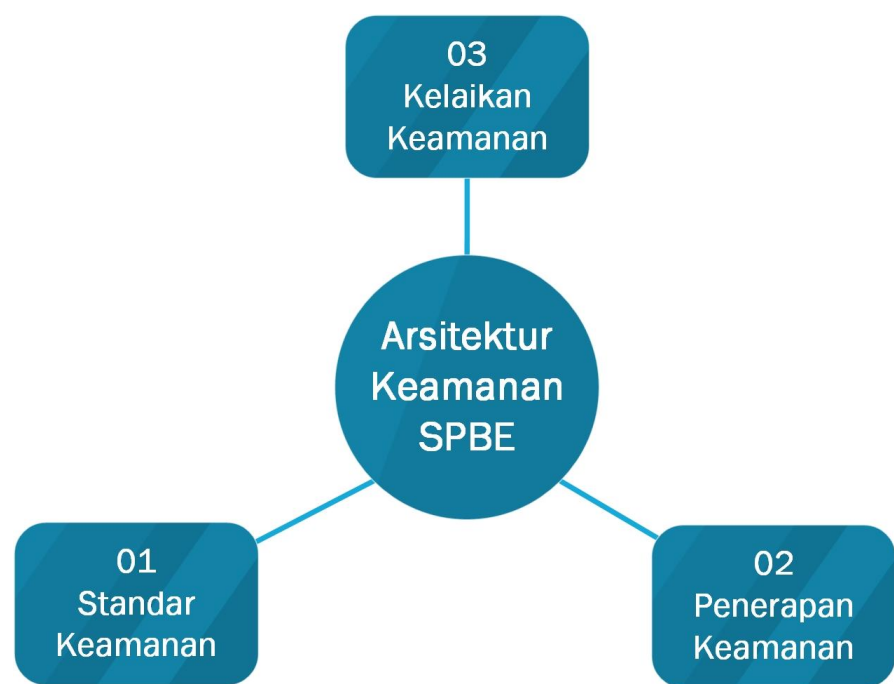 03
Kelaikan
Keamanan
Arsitektur
Keamanan
SPBE
01
Standar
Keamanan
02
Penerapan
Keamanan